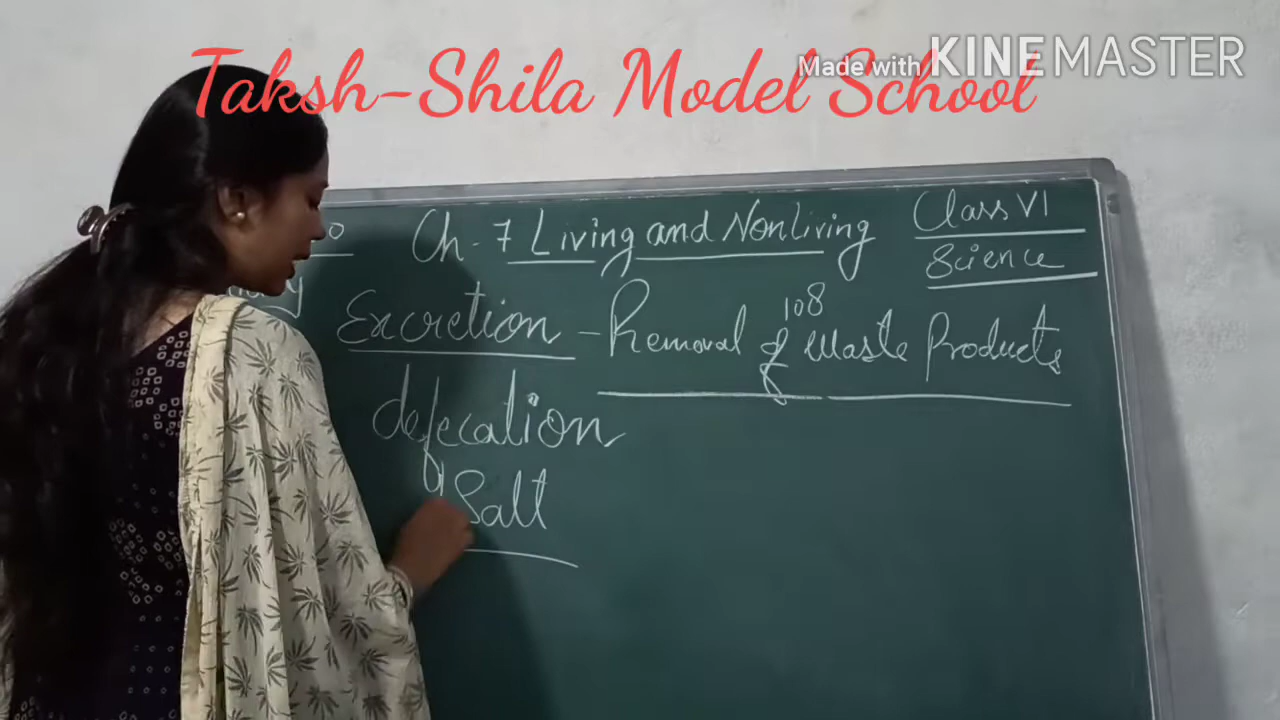 Taksh-Shila Model School
Made with KINEMASTER
Ch-7 Living and NonLiving
Class VI
Science
Excretion - Removal of Waste Products
108
defecation
Salt